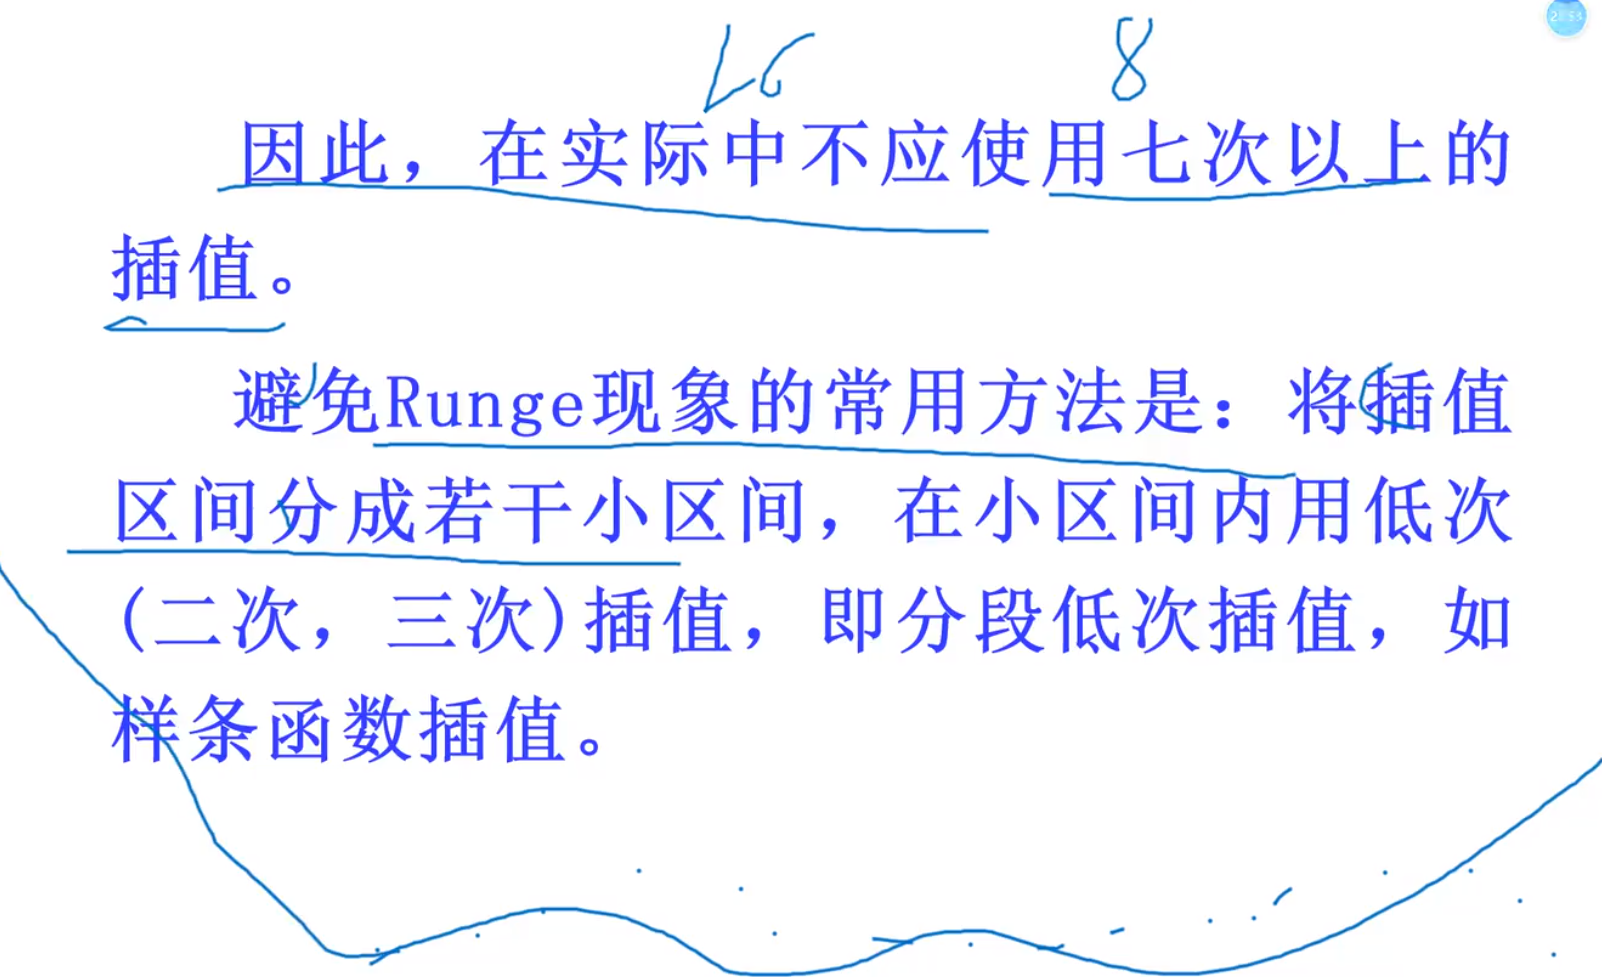 L6 8
因此，在实际中不应使用七次以上的
插值。
避免Runge现象的常用方法是：将插值
区间分成若干小区间，在小区间内用低次
(二次，三次)插值，即分段低次插值，如
样条函数插值。